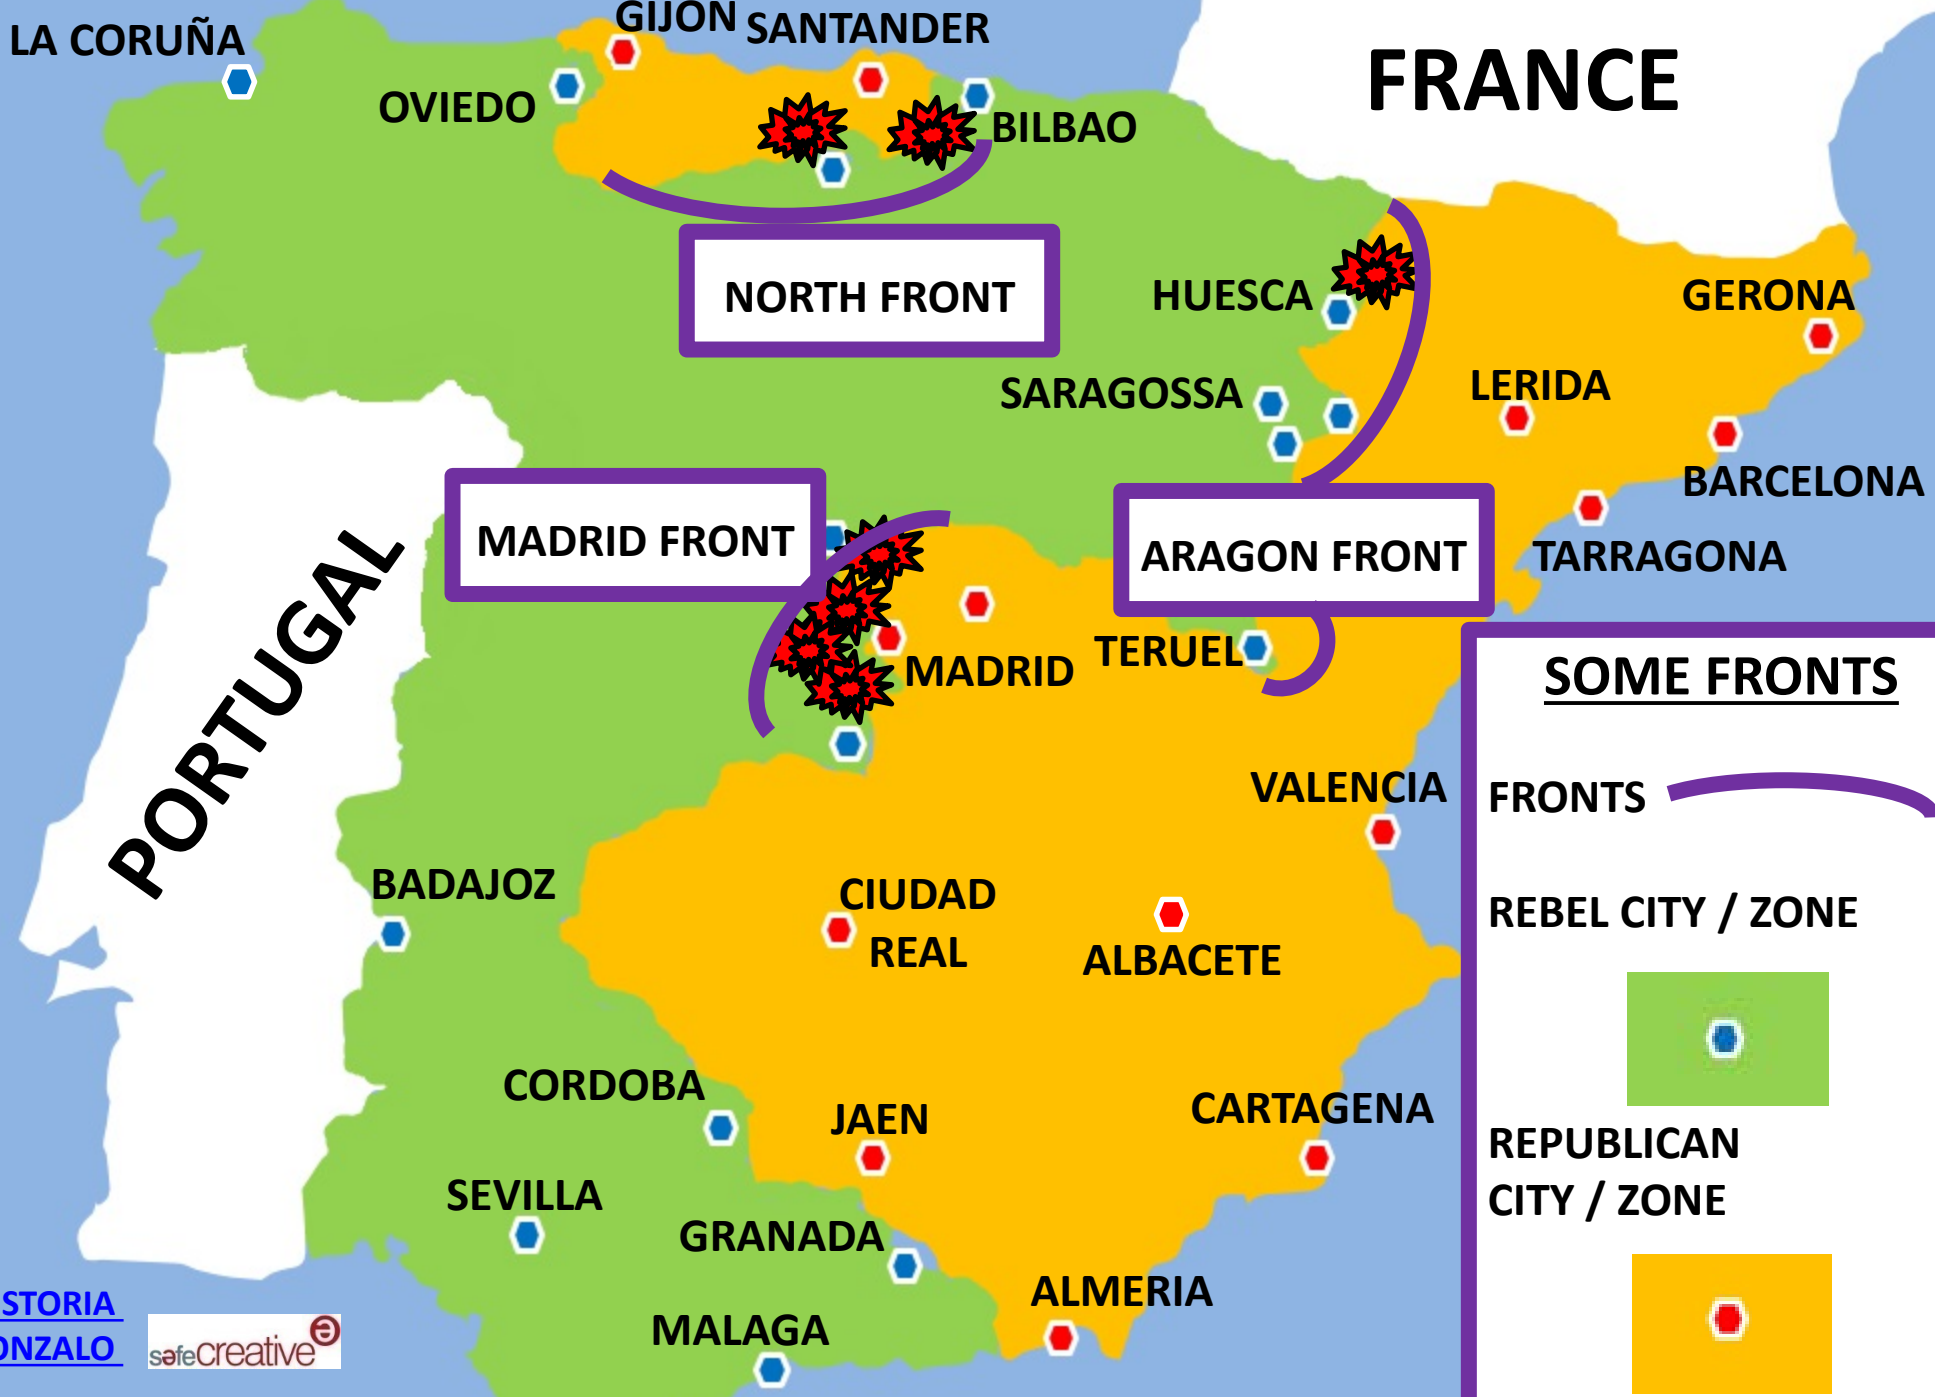 LA CORUÑA
GIJON
SANTANDER
FRANCE
OVIEDO
BILBAO
NORTH FRONT
HUESCA
GERONA
SARAGOSSA
LERIDA
BARCELONA
MADRID FRONT
ARAGON FRONT
TARRAGONA
PORTUGAL
MADRID
TERUEL
SOME FRONTS
VALENCIA
FRONTS
BADAJOZ
CIUDAD
REAL
ALBACETE
REBEL CITY / ZONE
CORDOBA
JAEN
CARTAGENA
REPUBLICAN
CITY / ZONE
SEVILLA
GRANADA
ALMERIA
MALAGA
STORIA
ONZALO
safeCreative